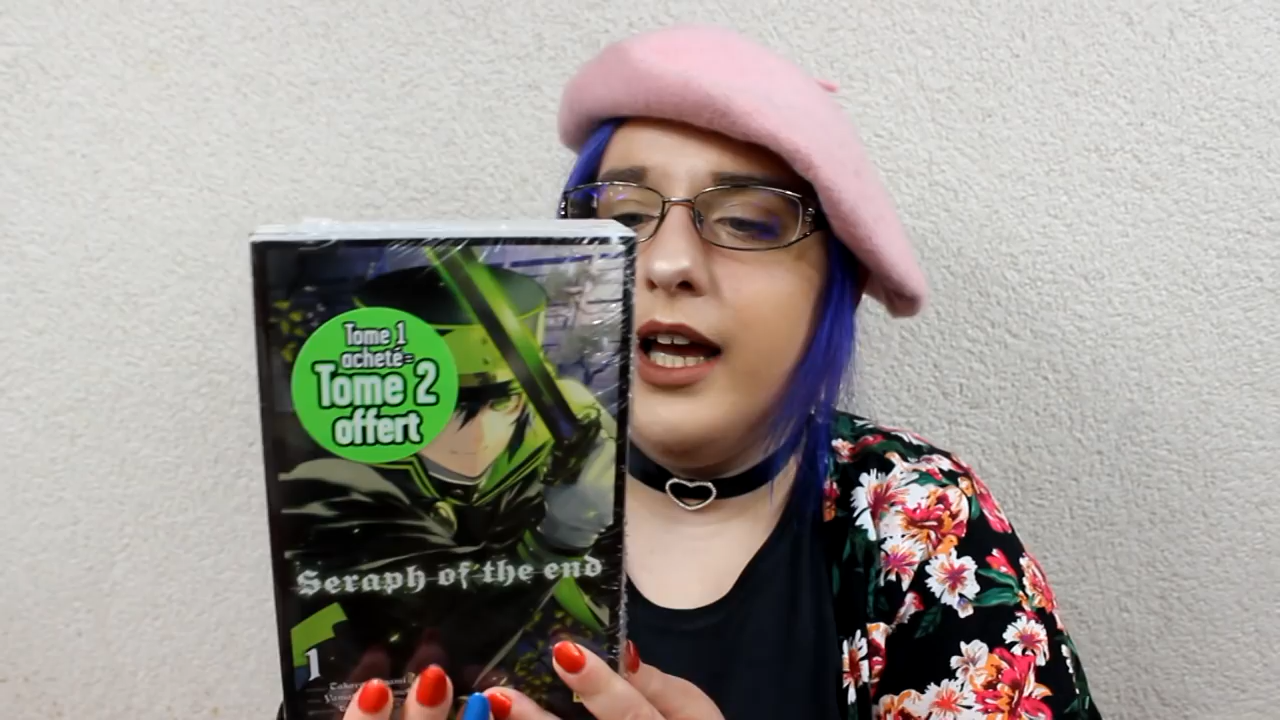 Tome 1
acheté=
Tome 2
offert
Seraph of the end
1